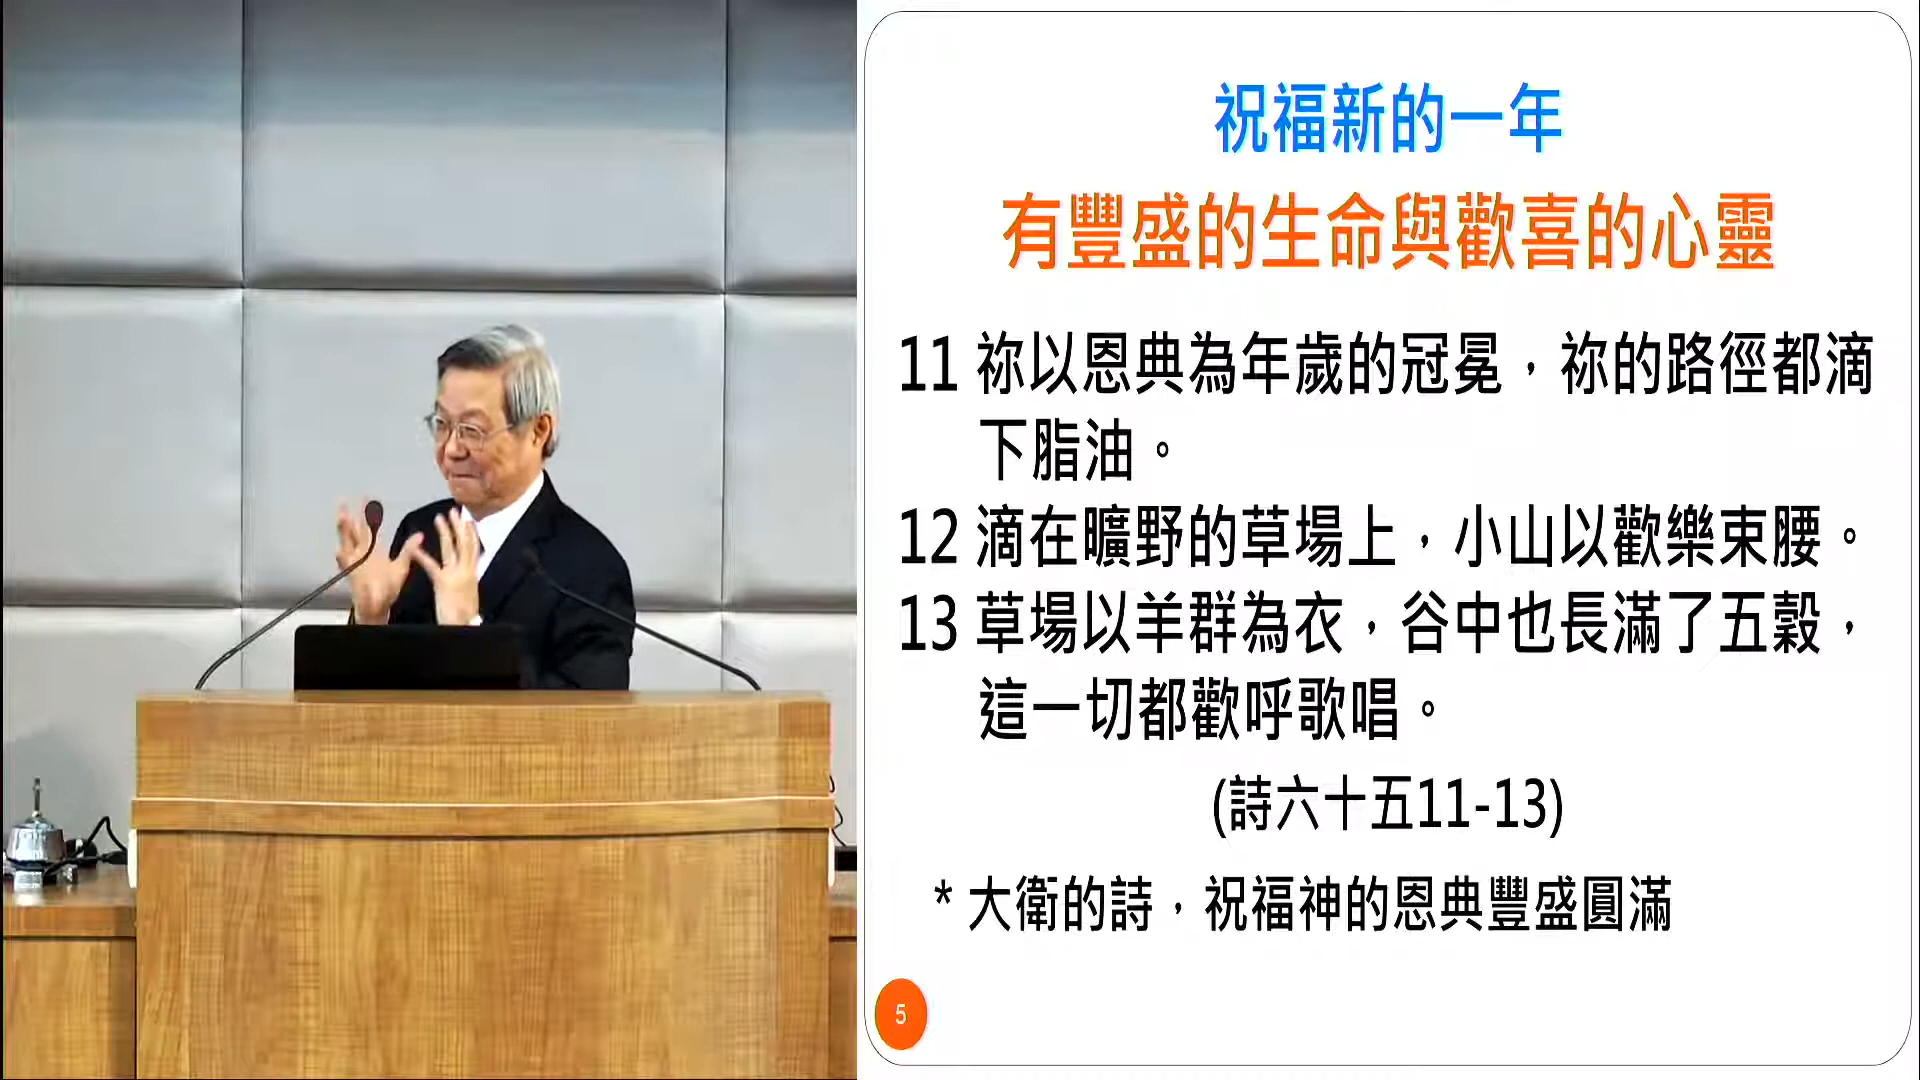 祝福新的一年
有豐盛的生命與歡喜的心靈
11 祢以恩典為年歲的冠冕，祢的路徑都滴
下脂油。
12 滴在曠野的草場上，小山以歡樂束腰。
13 草場以羊群為衣，谷中也長滿了五穀，
這一切都歡呼歌唱。
(詩六十五11-13)
* 大衛的詩，祝福神的恩典豐盛圓滿
5